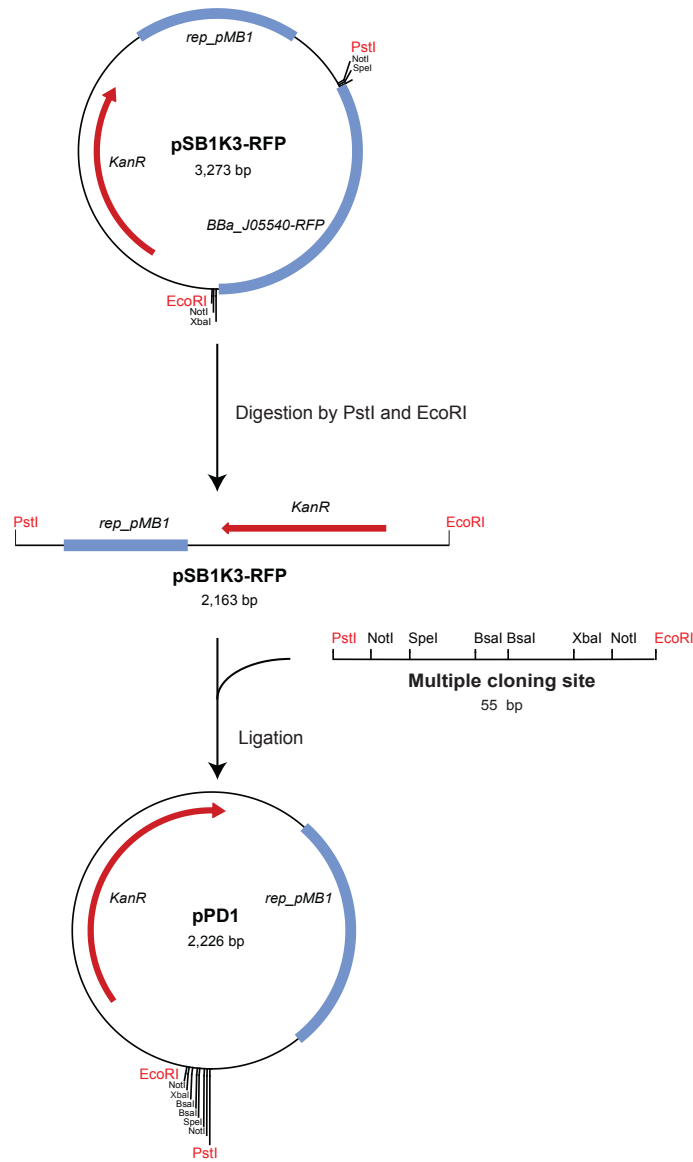 rep_pMB1
PstI
NotI
SpeI
KanR
pSB1K3-RFP
3,273 bp
BBa_J05540-RFP
EcoRI
NotI
XbaI
Digestion by PstI and EcoRI
PstI
rep_pMB1
KanR
EcoRI
pSB1K3-RFP
2,163 bp
PstI NotI SpeI BsaI BsaI XbaI NotI EcoRI
Multiple cloning site
55 bp
Ligation
KanR
rep_pMB1
pPD1
2,226 bp
EcoRI
NotI
XbaI
BsaI
BsaI
SpeI
NotI
PstI